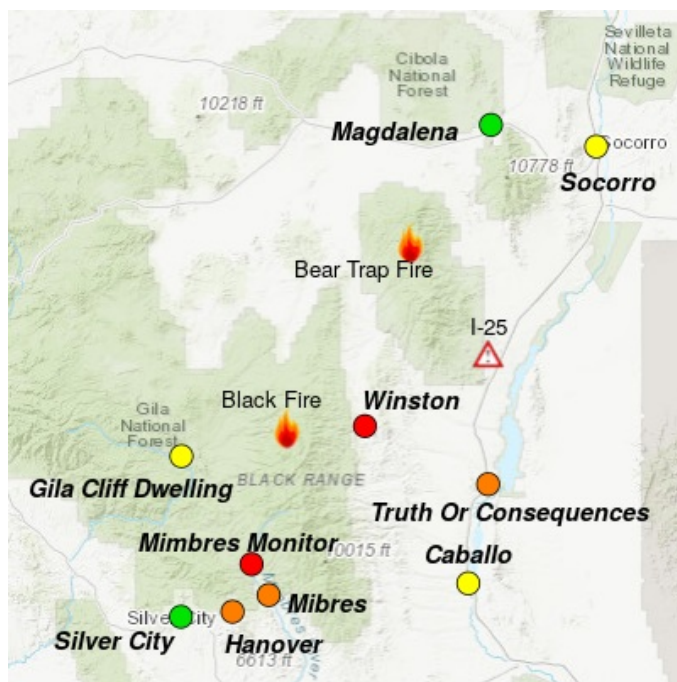 Sevilleta
National
Wildlife
Refuge
Cibola
National
Forest
10218 ft
Magdalena
Socorro
10778 ft
Socorro
Bear Trap Fire
I-25
Black Fire
Winston
Gila
National
Forest
Gila Cliff Dwelling
BLACK RANGE
Truth Or Consequences
Mimbres Monitor
0015 ft
Caballo
Mibres
Silver City
Silver City
Hanover
6613 ft